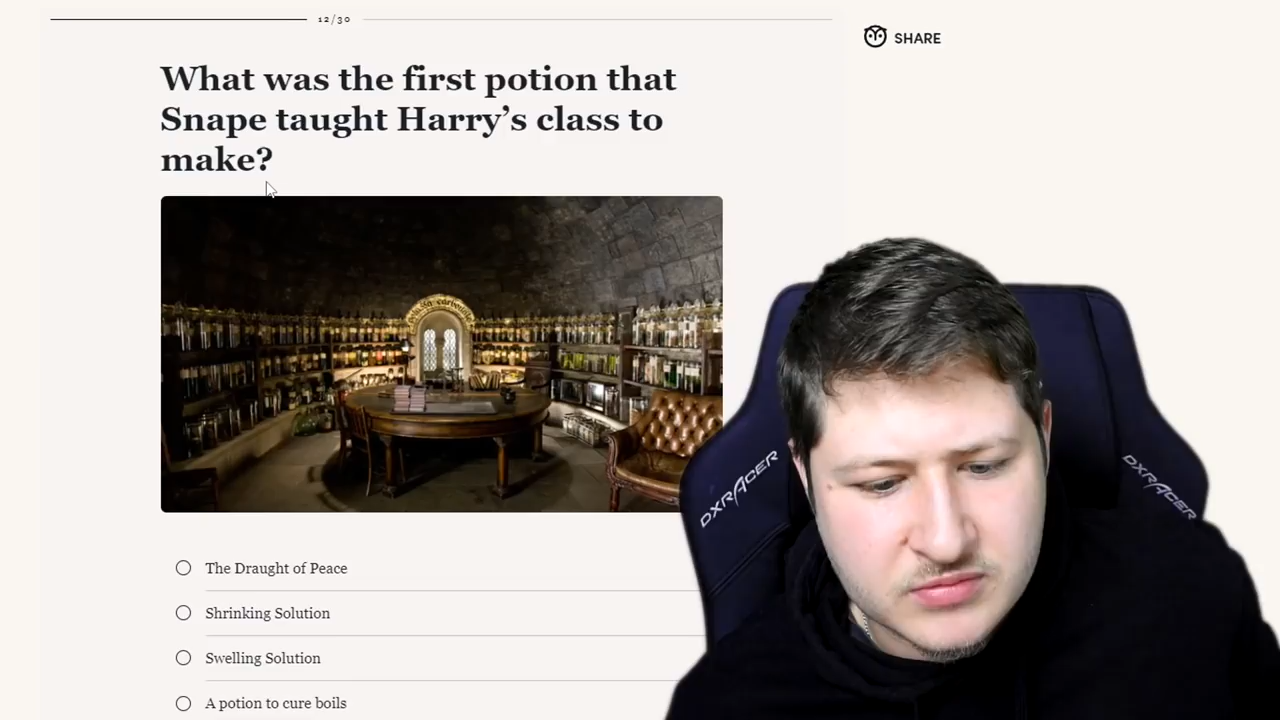 12/30
SHARE
What was the first potion that
Snape taught Harry’s class to
make?
The Draught of Peace
Shrinking Solution
Swelling Solution
A potion to cure boils
DXRACER
DXRACER